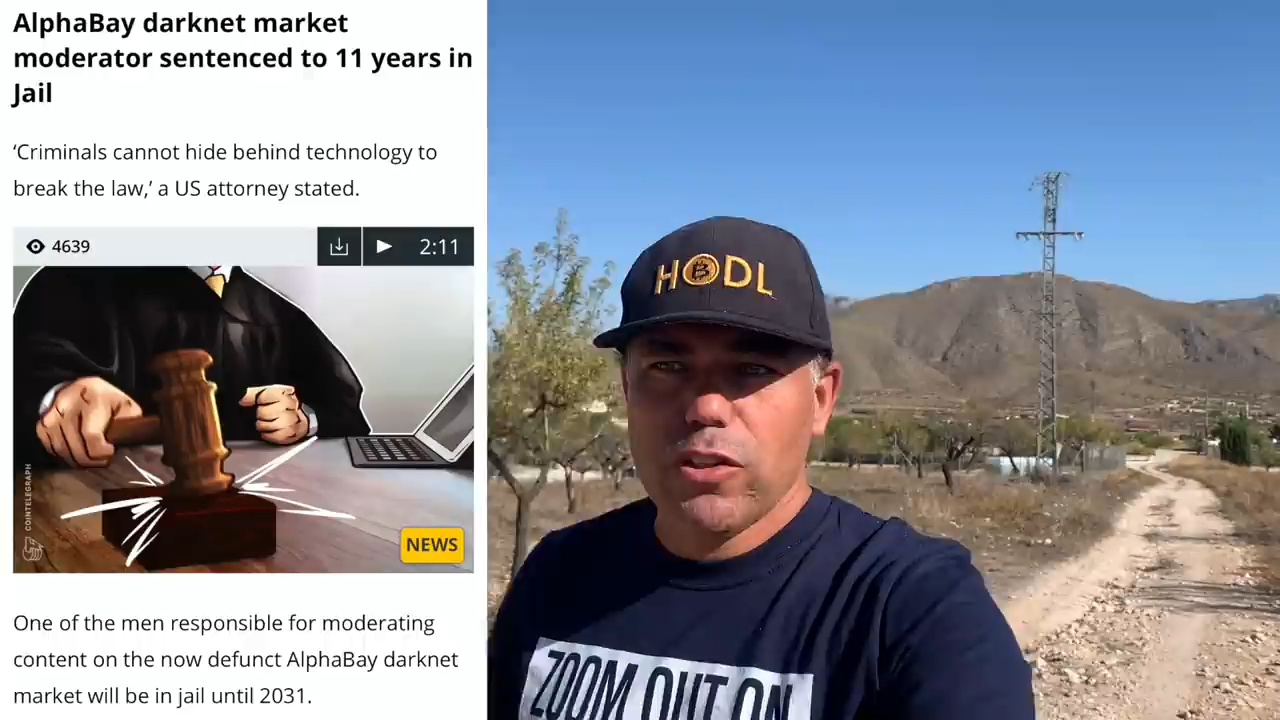 AlphaBay darknet market
moderator sentenced to 11 years in
Jail
‘Criminals cannot hide behind technology to
break the law,’ a US attorney stated.
4639
2:11
COINTELEGRAPH
NEWS
One of the men responsible for moderating
content on the now defunct AlphaBay darknet
market will be in jail until 2031.
HODL
ZOOM OUT ON